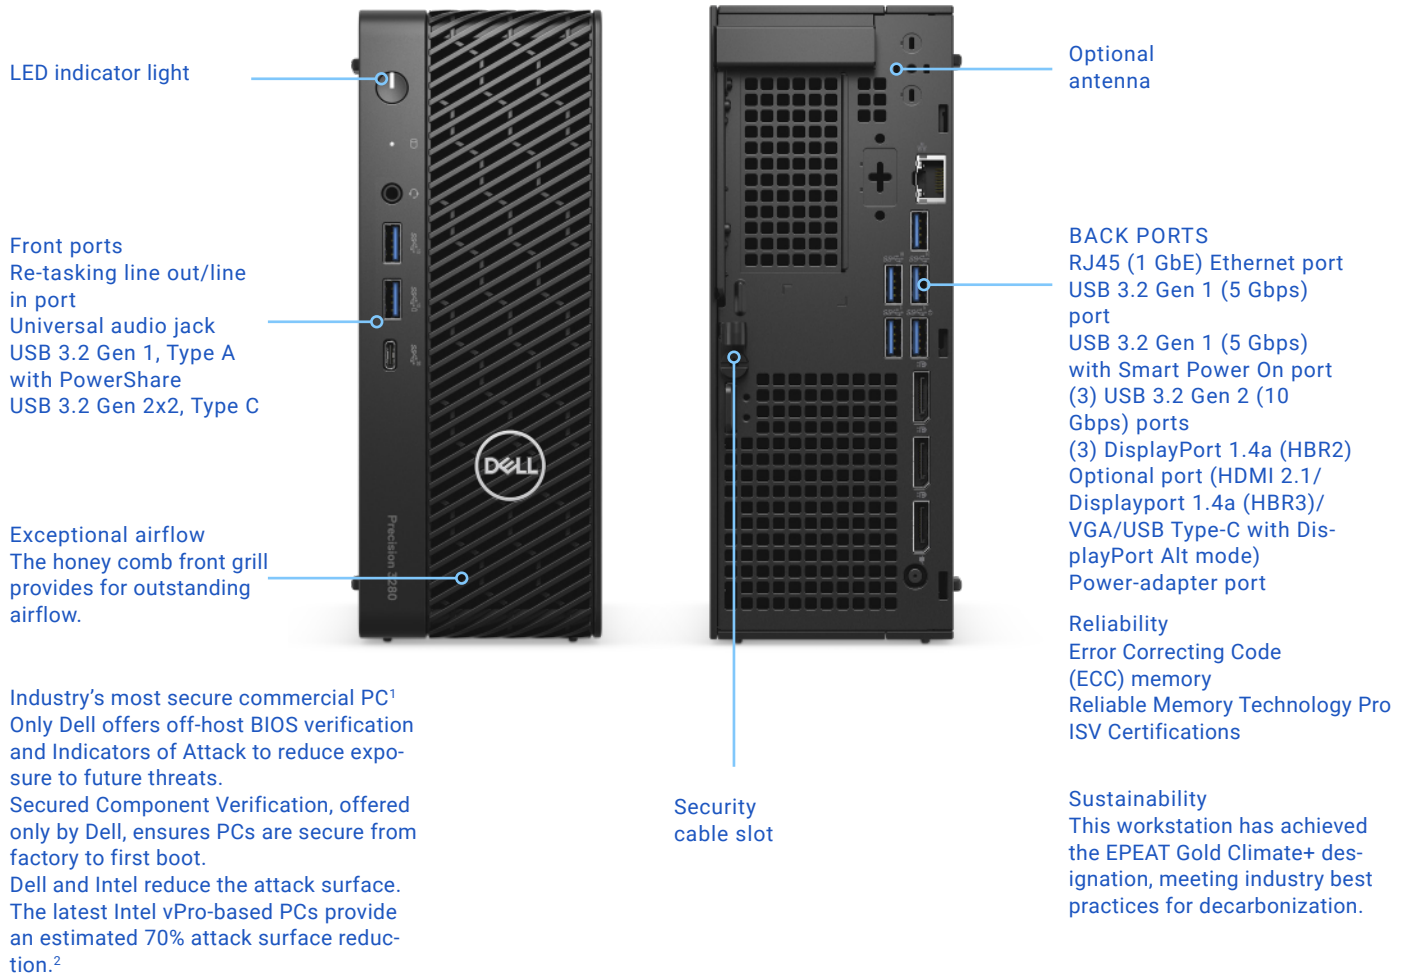 LED indicator light
Front ports
Re-tasking line out/line
in port
Universal audio jack
USB 3.2 Gen 1, Type A
with PowerShare
USB 3.2 Gen 2x2, Type C
Exceptional airflow
The honey comb front grill
provides for outstanding
airflow.
Industry’s most secure commercial PC¹
Only Dell offers off-host BIOS verification
and Indicators of Attack to reduce expo-
sure to future threats.
Secured Component Verification, offered
only by Dell, ensures PCs are secure from
factory to first boot.
Dell and Intel reduce the attack surface.
The latest Intel vPro-based PCs provide
an estimated 70% attack surface reduc-
tion.²
DELL
Precision 3280
Security
cable slot
Optional
antenna
BACK PORTS
RJ45 (1 GbE) Ethernet port
USB 3.2 Gen 1 (5 Gbps)
port
USB 3.2 Gen 1 (5 Gbps)
with Smart Power On port
(3) USB 3.2 Gen 2 (10
Gbps) ports
(3) DisplayPort 1.4a (HBR2)
Optional port (HDMI 2.1/
Displayport 1.4a (HBR3)/
VGA/USB Type-C with Dis-
playPort Alt mode)
Power-adapter port
Reliability
Error Correcting Code
(ECC) memory
Reliable Memory Technology Pro
ISV Certifications
Sustainability
This workstation has achieved
the EPEAT Gold Climate+ des-
ignation, meeting industry best
practices for decarbonization.